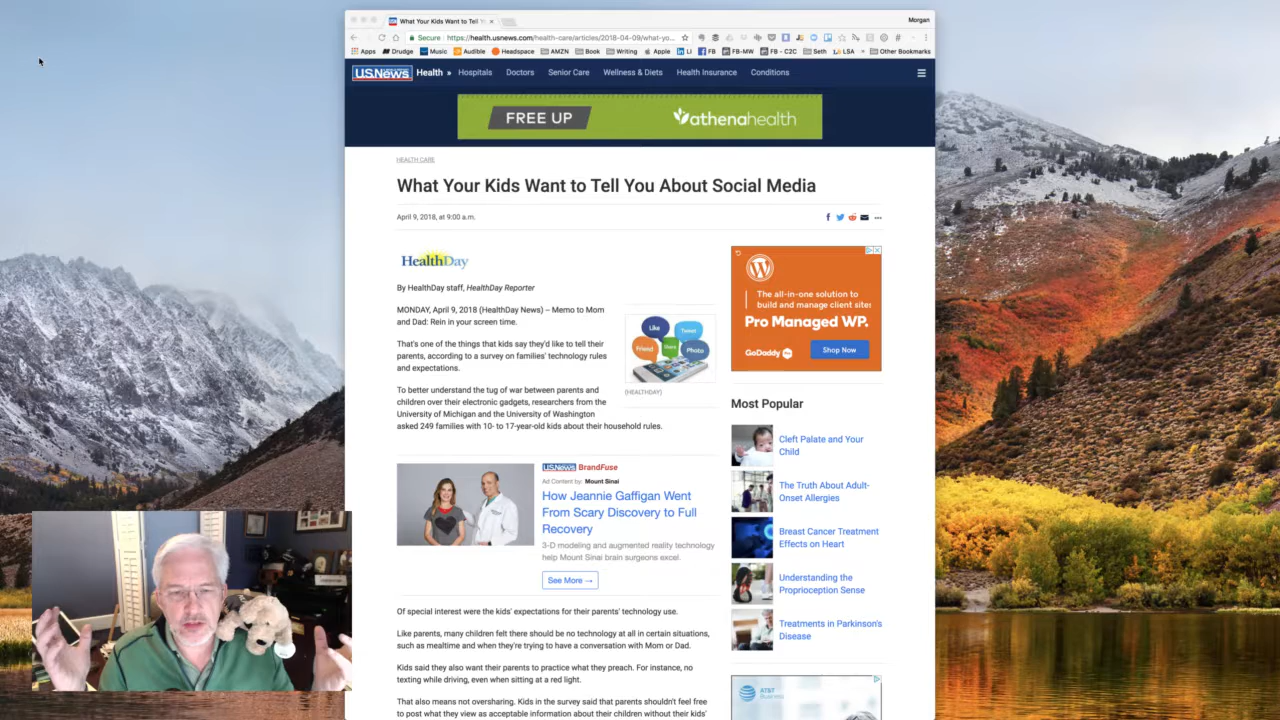 What Your Kids Want to Tell Y
Morgan
Secure https://health.usnews.com/health-care/articles/2018-04-09/what-yo...
Apps Drudge Music Audible Headspace AMZN Book Writing Apple LI FB FB-MW FB - C2C Seth LSA » Other Bookmarks
U.S.News Health » Hospitals Doctors Senior Care Wellness & Diets Health Insurance Conditions
FREE UP athenahealth
HEALTH CARE
What Your Kids Want to Tell You About Social Media
April 9, 2018, at 9:00 a.m.
HealthDay
By HealthDay staff, HealthDay Reporter
MONDAY, April 9, 2018 (HealthDay News) – Memo to Mom
and Dad: Rein in your screen time.
That's one of the things that kids say they'd like to tell their
parents, according to a survey on families' technology rules
and expectations.
To better understand the tug of war between parents and
children over their electronic gadgets, researchers from the
University of Michigan and the University of Washington
asked 249 families with 10- to 17-year-old kids about their household rules.
Like
Tweet
Friend
Share
Photo
(HEALTHDAY)
U.S.News BrandFuse
Ad Content by: Mount Sinai
How Jeannie Gaffigan Went
From Scary Discovery to Full
Recovery
3-D modeling and augmented reality technology
help Mount Sinai brain surgeons excel.
See More →
Of special interest were the kids' expectations for their parents' technology use.
Like parents, many children felt there should be no technology at all in certain situations,
such as mealtime and when they're trying to have a conversation with Mom or Dad.
Kids said they also want their parents to practice what they preach. For instance, no
texting while driving, even when sitting at a red light.
That also means not oversharing. Kids in the survey said that parents shouldn't feel free
to post what they view as acceptable information about their children without their kids'
The all-in-one solution to
build and manage client sites
Pro Managed WP.
GoDaddy Pro
Shop Now
Most Popular
Cleft Palate and Your
Child
The Truth About Adult-
Onset Allergies
Breast Cancer Treatment
Effects on Heart
Understanding the
Proprioception Sense
Treatments in Parkinson's
Disease
AT&T